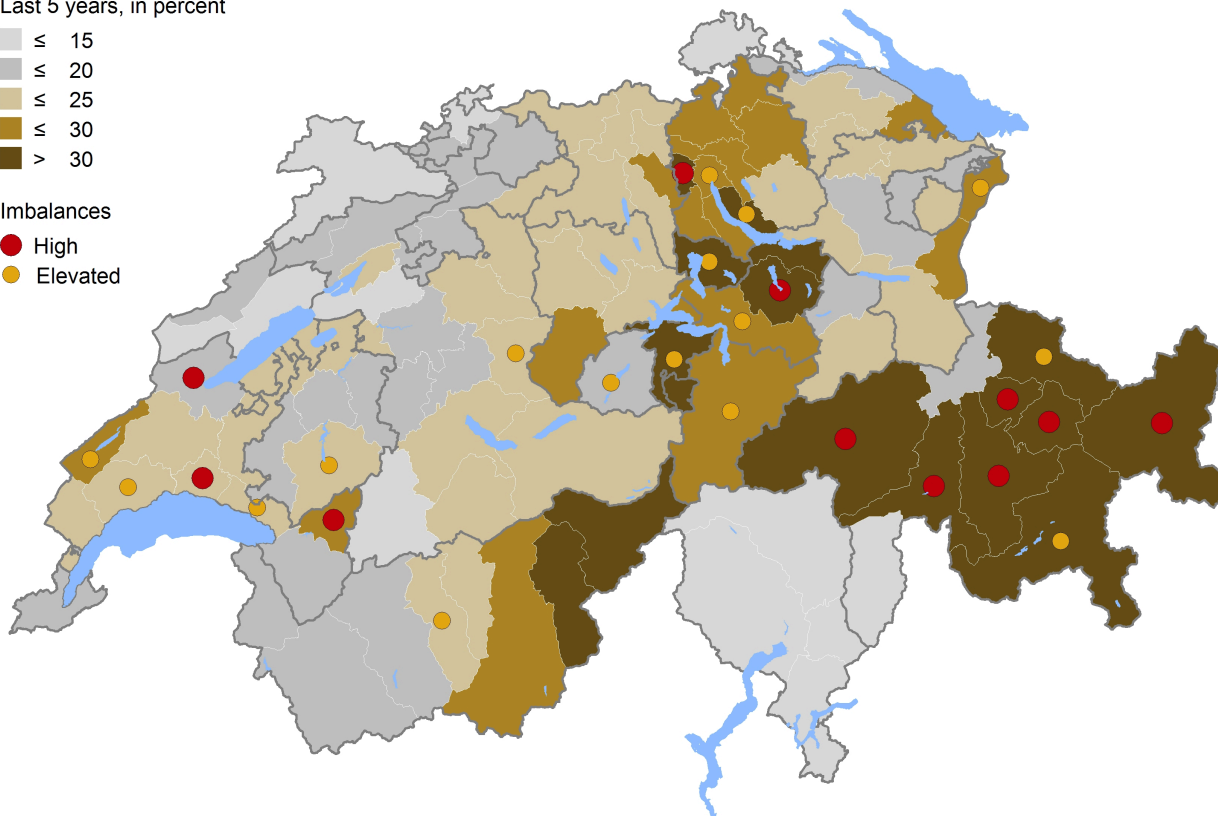 Last 5 years, in percent
≤ 15
≤ 20
≤ 25
≤ 30
> 30
Imbalances
High
Elevated